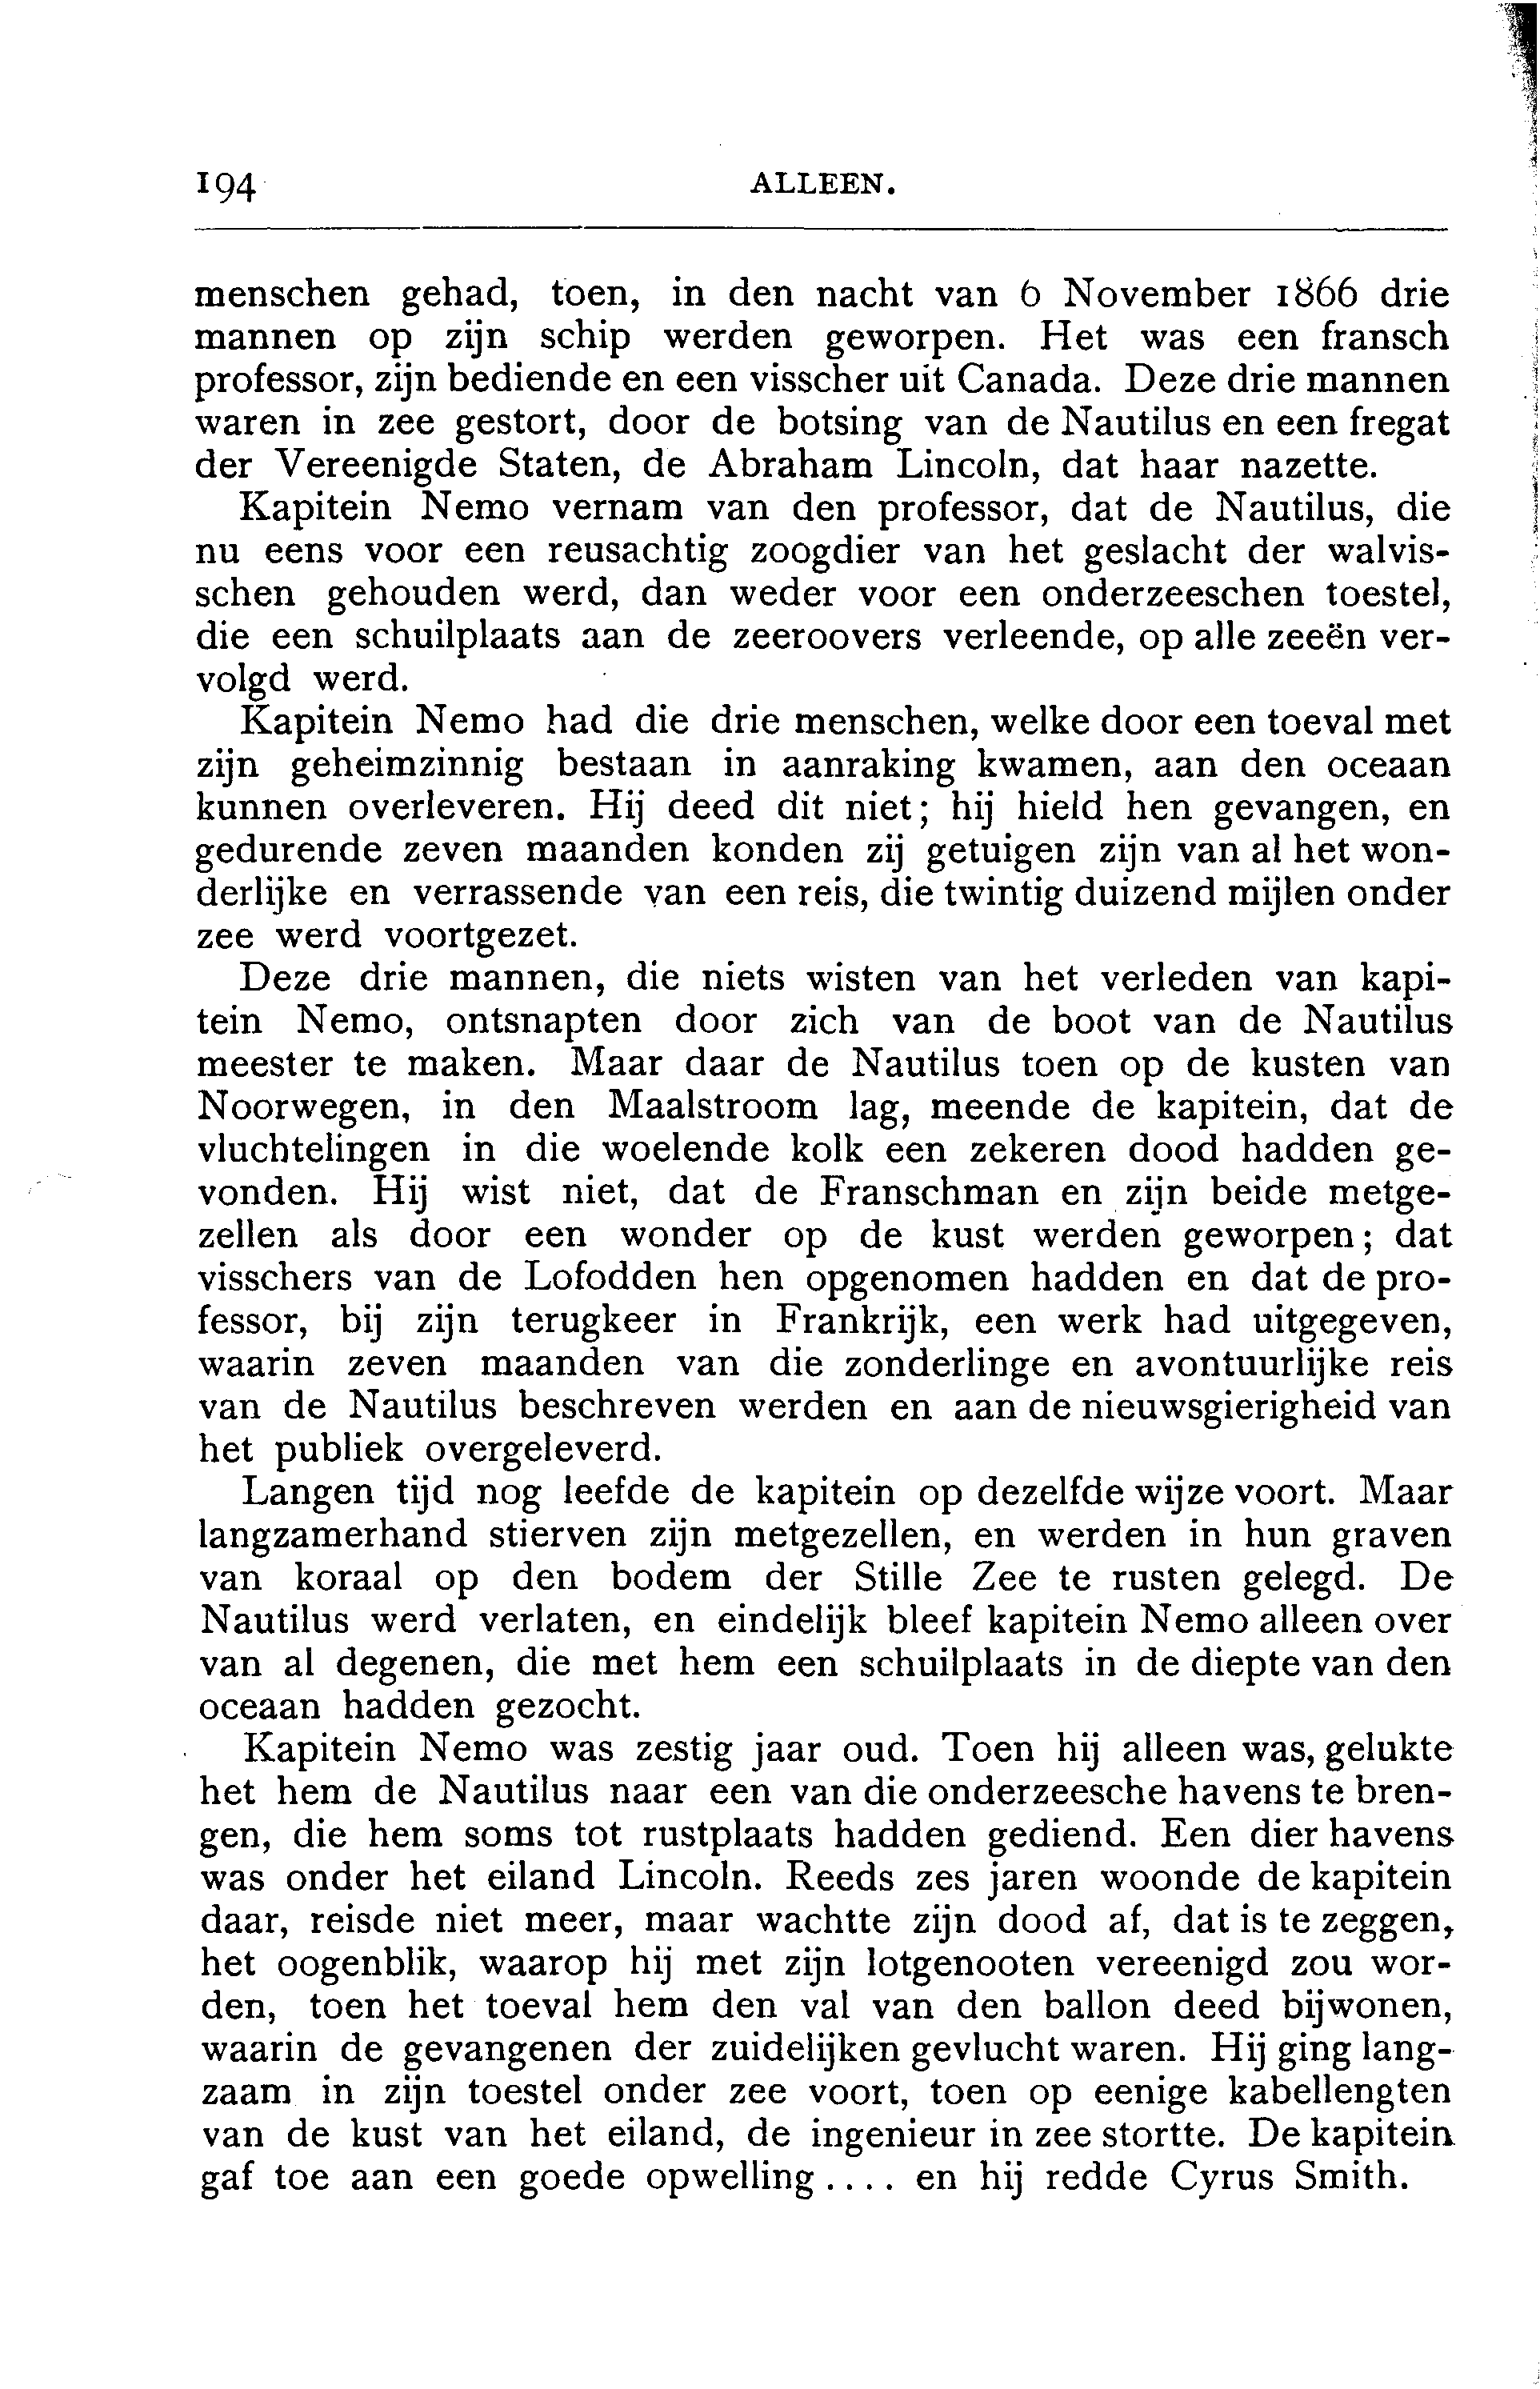 194
ALLEEN.
menschen gehad, toen, in den nacht van 6 November 1866 drie
mannen op zijn schip werden geworpen. Het was een fransch
professor, zijn bediende en een visscher uit Canada. Deze drie mannen
waren in zee gestort, door de botsing van de Nautilus en een fregat
der Vereenigde Staten, de Abraham Lincoln, dat haar nazette.
Kapitein Nemo vernam van den professor, dat de Nautilus, die
nu eens voor een reusachtig zoogdier van het geslacht der walvis-
schen gehouden werd, dan weder voor een onderzeeschen toestel,
die een schuilplaats aan de zeeroovers verleende, op alle zeeën ver-
volgd werd.
Kapitein Nemo had die drie menschen, welke door een toeval met
zijn geheimzinnig bestaan in aanraking kwamen, aan den oceaan
kunnen overleveren. Hij deed dit niet; hij hield hen gevangen, en
gedurende zeven maanden konden zij getuigen zijn van al het won-
derlijke en verrassende van een reis, die twintig duizend mijlen onder
zee werd voortgezet.
Deze drie mannen, die niets wisten van het verleden van kapi-
tein Nemo, ontsnapten door zich van de boot van de Nautilus
meester te maken. Maar daar de Nautilus toen op de kusten van
Noorwegen, in den Maalstroom lag, meende de kapitein, dat de
vluchtelingen in die woelende kolk een zekeren dood hadden ge-
vonden. Hij wist niet, dat de Franschman en zijn beide metge-
zellen als door een wonder op de kust werden geworpen; dat
visschers van de Lofodden hen opgenomen hadden en dat de pro-
fessor, bij zijn terugkeer in Frankrijk, een werk had uitgegeven,
waarin zeven maanden van die zonderlinge en avontuurlijke reis
van de Nautilus beschreven werden en aan de nieuwsgierigheid van
het publiek overgeleverd.
Langen tijd nog leefde de kapitein op dezelfde wijze voort. Maar
langzamerhand stierven zijn metgezellen, en werden in hun graven
van koraal op den bodem der Stille Zee te rusten gelegd. De
Nautilus werd verlaten, en eindelijk bleef kapitein Nemo alleen over
van al degenen, die met hem een schuilplaats in de diepte van den
oceaan hadden gezocht.
Kapitein Nemo was zestig jaar oud. Toen hij alleen was, gelukte
het hem de Nautilus naar een van die onderzeesche havens te bren-
gen, die hem soms tot rustplaats hadden gediend. Een dier havens
was onder het eiland Lincoln. Reeds zes jaren woonde de kapitein
daar, reisde niet meer, maar wachtte zijn dood af, dat is te zeggen,
het oogenblik, waarop hij met zijn lotgenooten vereenigd zou wor-
den, toen het toeval hem den val van den ballon deed bijwonen,
waarin de gevangenen der zuidelijken gevlucht waren. Hij ging lang-
zaam in zijn toestel onder zee voort, toen op eenige kabellengten
van de kust van het eiland, de ingenieur in zee stortte. De kapitein
gaf toe aan een goede opwelling.... en hij redde Cyrus Smith.